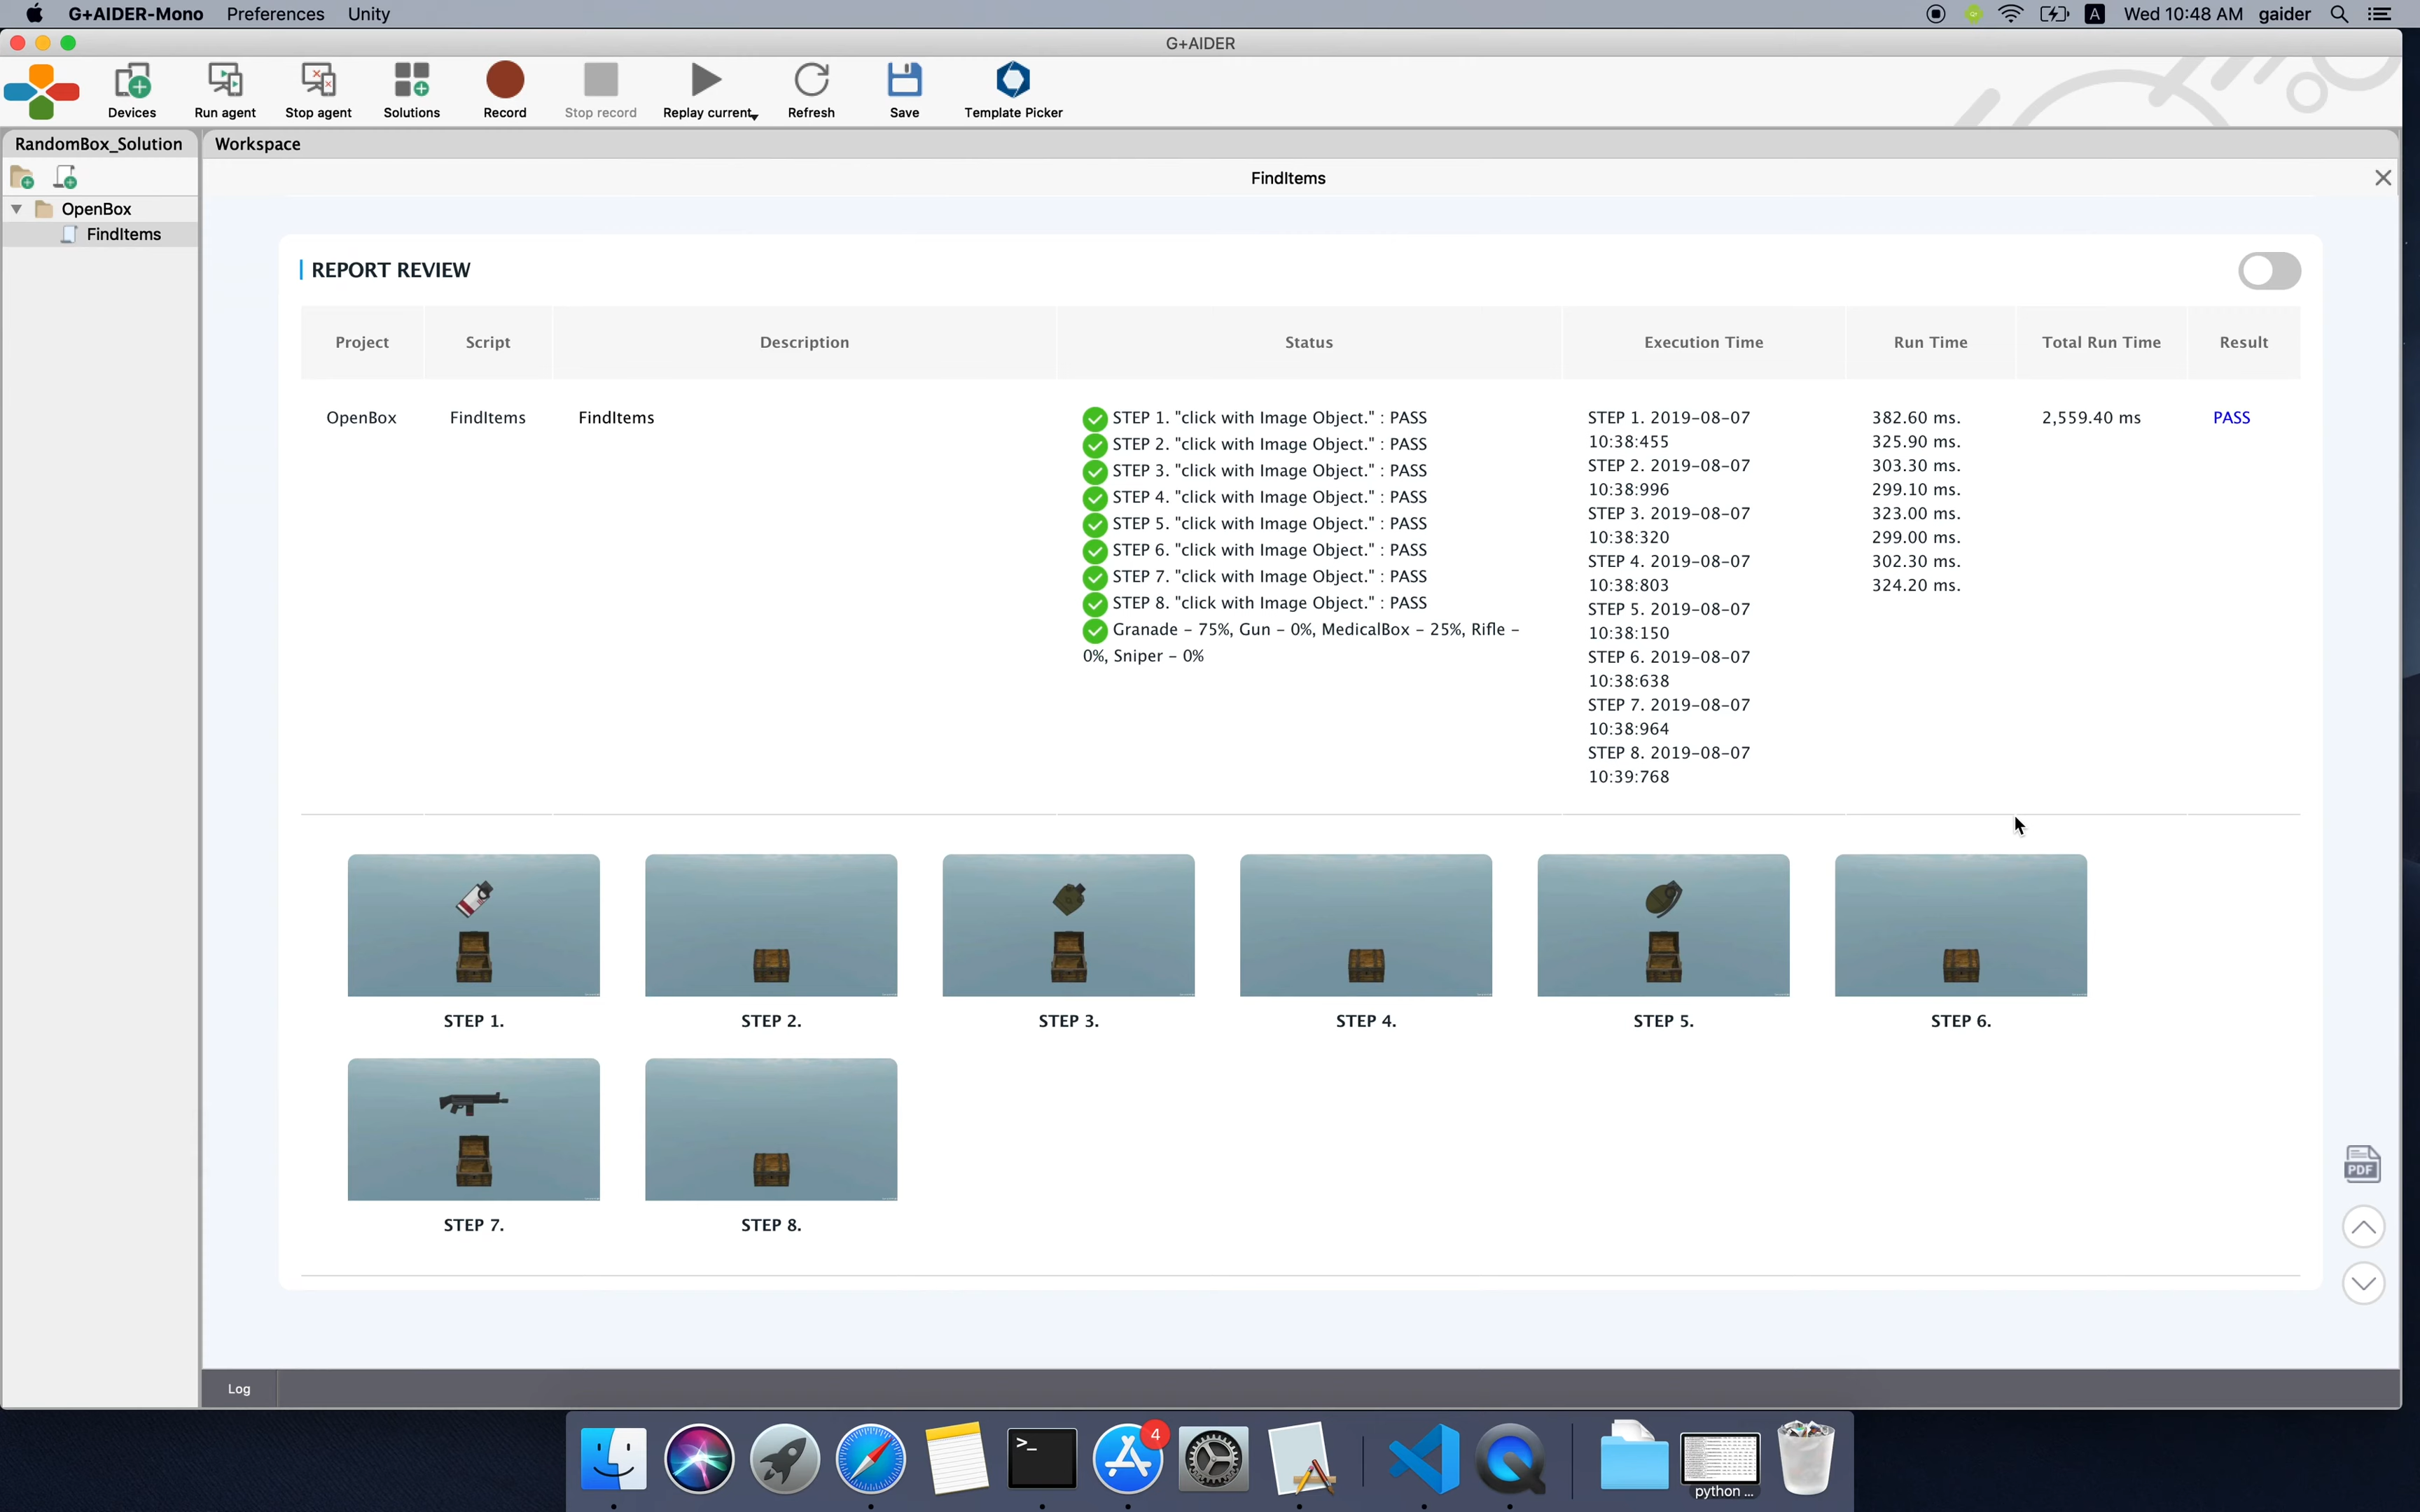 G+AIDER-Mono Preferences Unity A Wed 10:48 AM gaider
G+AIDER
Devices Run agent Stop agent Solutions Record Stop record Replay current Refresh Save Template Picker
RandomBox_Solution Workspace
FindItems
OpenBox
FindItems
REPORT REVIEW
Project Script Description Status Execution Time Run Time Total Run Time Result
OpenBox FindItems FindItems
STEP 1. "click with Image Object." : PASS
STEP 2. "click with Image Object." : PASS
STEP 3. "click with Image Object." : PASS
STEP 4. "click with Image Object." : PASS
STEP 5. "click with Image Object." : PASS
STEP 6. "click with Image Object." : PASS
STEP 7. "click with Image Object." : PASS
STEP 8. "click with Image Object." : PASS
Granade – 75%, Gun – 0%, MedicalBox – 25%, Rifle –
0%, Sniper – 0%
STEP 1. 2019-08-07
10:38:455
STEP 2. 2019-08-07
10:38:996
STEP 3. 2019-08-07
10:38:320
STEP 4. 2019-08-07
10:38:803
STEP 5. 2019-08-07
10:38:150
STEP 6. 2019-08-07
10:38:638
STEP 7. 2019-08-07
10:38:964
STEP 8. 2019-08-07
10:39:768
382.60 ms.
325.90 ms.
303.30 ms.
299.10 ms.
323.00 ms.
299.00 ms.
302.30 ms.
324.20 ms.
2,559.40 ms
PASS
STEP 1. STEP 2. STEP 3. STEP 4. STEP 5. STEP 6.
STEP 7. STEP 8.
PDF
Log
4
python ...